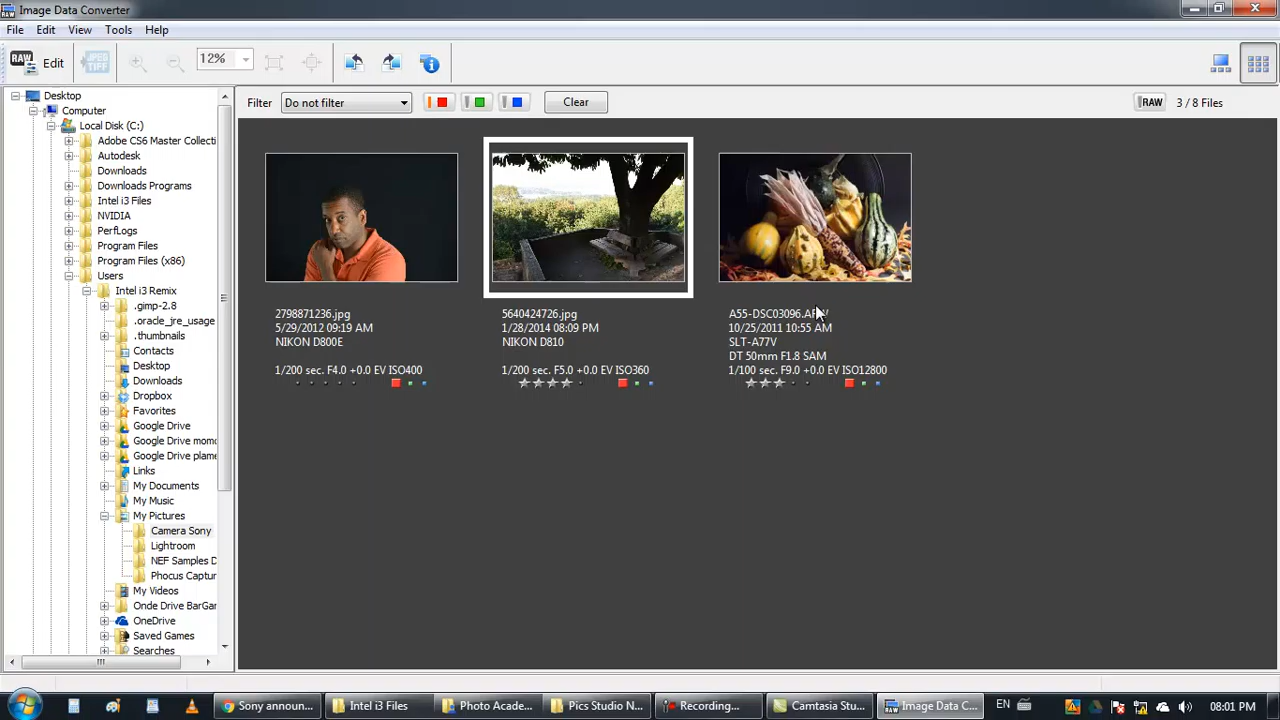 Image Data Converter
File Edit View Tools Help
RAW Edit JPEG TIFF 12%
Filter Do not filter Clear RAW 3 / 8 Files
Desktop
Computer
Local Disk (C:)
Adobe CS6 Master Collecti
Autodesk
Downloads
Downloads Programs
Intel i3 Files
NVIDIA
PerfLogs
Program Files
Program Files (x86)
Users
Intel i3 Remix
.gimp-2.8
.oracle_jre_usage
.thumbnails
Contacts
Desktop
Downloads
Dropbox
Favorites
Google Drive
Google Drive momo
Google Drive plame
Links
My Documents
My Music
My Pictures
Camera Sony
Lightroom
NEF Samples D
Phocus Captur
My Videos
Onde Drive BarGar
OneDrive
Saved Games
Searches
2798871236.jpg
5/29/2012 09:19 AM
NIKON D800E
1/200 sec. F4.0 +0.0 EV ISO400
5640424726.jpg
1/28/2014 08:09 PM
NIKON D810
1/200 sec. F5.0 +0.0 EV ISO360
A55-DSC03096.ARW
10/25/2011 10:55 AM
SLT-A77V
DT 50mm F1.8 SAM
1/100 sec. F9.0 +0.0 EV ISO12800
Sony announ... Intel i3 Files Photo Acade... Pics Studio N... Recording... Camtasia Stu... Image Data C... EN 08:01 PM